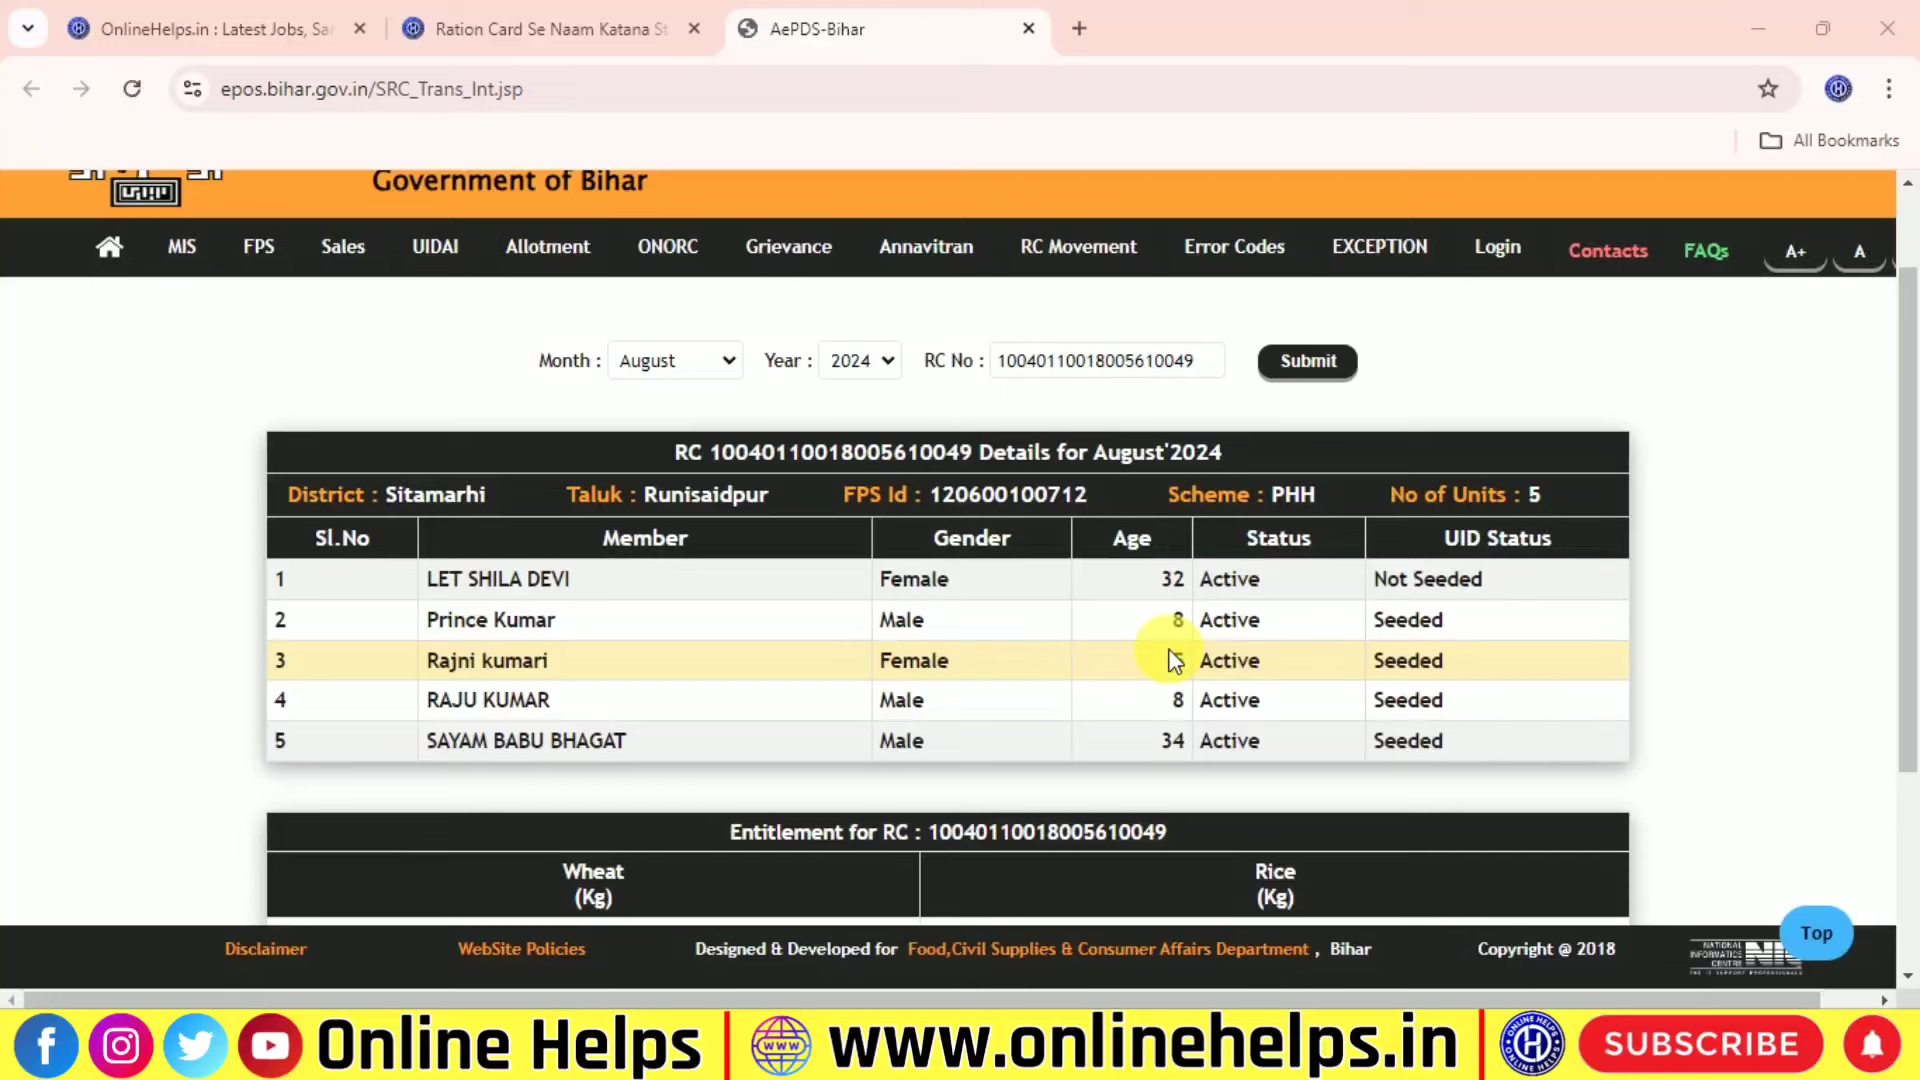 OnlineHelps.in : Latest Jobs, Sar
Ration Card Se Naam Katana St
AePDS-Bihar
epos.bihar.gov.in/SRC_Trans_Int.jsp
All Bookmarks
Government of Bihar
MIS FPS Sales UIDAI Allotment ONORC Grievance Annavitran RC Movement Error Codes EXCEPTION Login Contacts FAQs A+ A
Month : August Year : 2024 RC No : 10040110018005610049 Submit
RC 10040110018005610049 Details for August'2024
District : Sitamarhi Taluk : Runisaidpur FPS Id : 120600100712 Scheme : PHH No of Units : 5
Sl.No Member Gender Age Status UID Status
1 LET SHILA DEVI Female 32 Active Not Seeded
2 Prince Kumar Male 8 Active Seeded
3 Rajni kumari Female Active Seeded
4 RAJU KUMAR Male 8 Active Seeded
5 SAYAM BABU BHAGAT Male 34 Active Seeded
Entitlement for RC : 10040110018005610049
Wheat
(Kg)
Rice
(Kg)
Top
Disclaimer WebSite Policies Designed & Developed for Food,Civil Supplies & Consumer Affairs Department , Bihar Copyright @ 2018
NATIONAL
INFORMATICS
CENTRE
Online Helps www.onlinehelps.in SUBSCRIBE